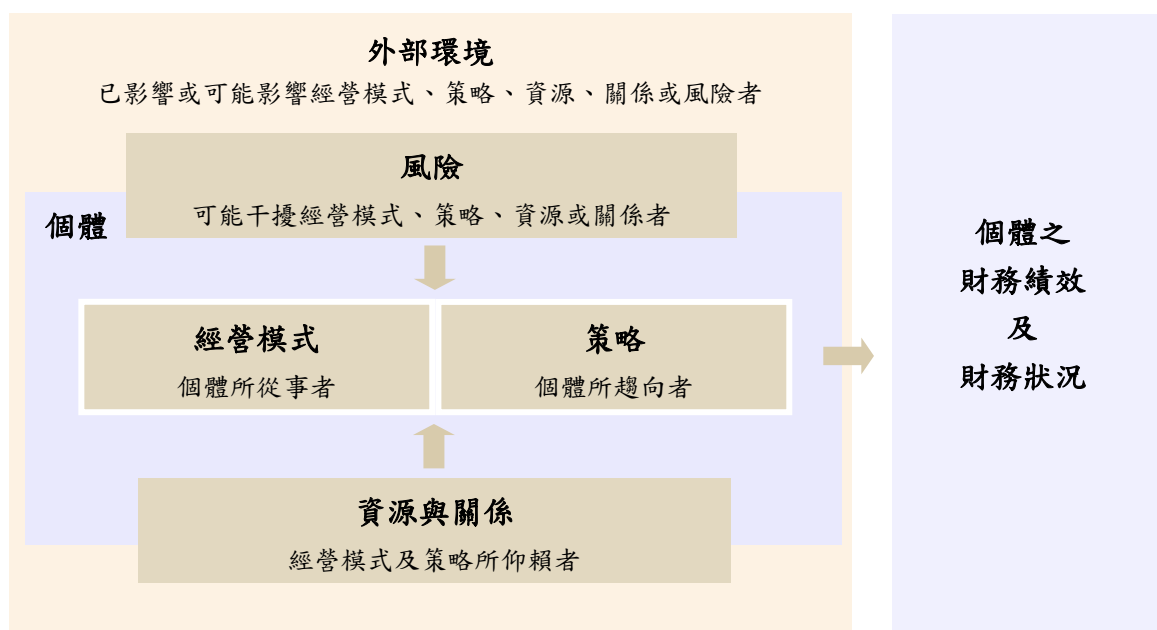 外部環境
已影響或可能影響經營模式、策略、資源、關係或風險者
風險
可能干擾經營模式、策略、資源或關係者
個體
經營模式
個體所從事者
策略
個體所趨向者
資源與關係
經營模式及策略所仰賴者
個體之
財務績效
及
財務狀況